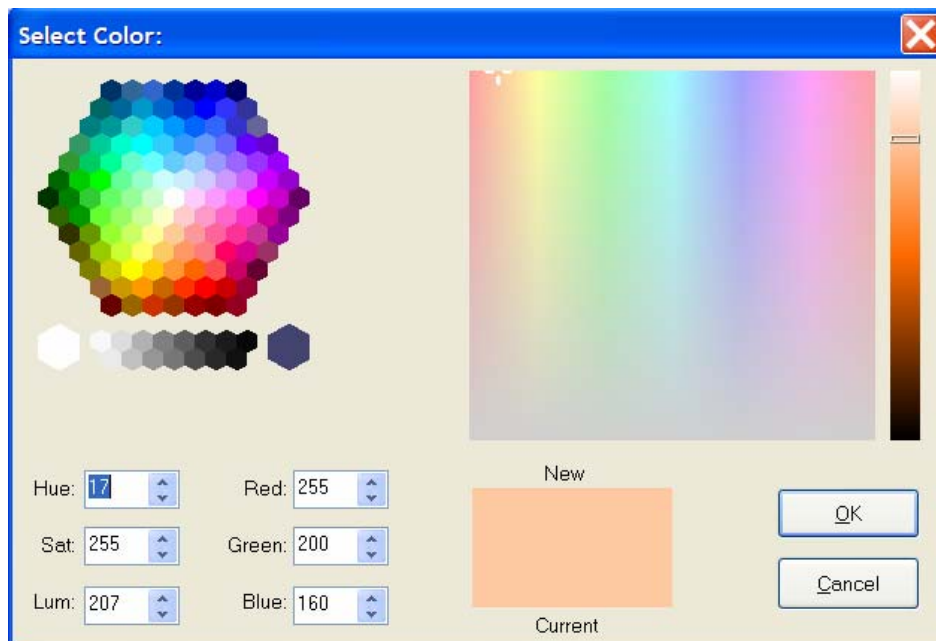 Select Color:
New
Hue: 17 Red: 255
OK
Sat: 255 Green: 200
Cancel
Lum: 207 Blue: 160
Current